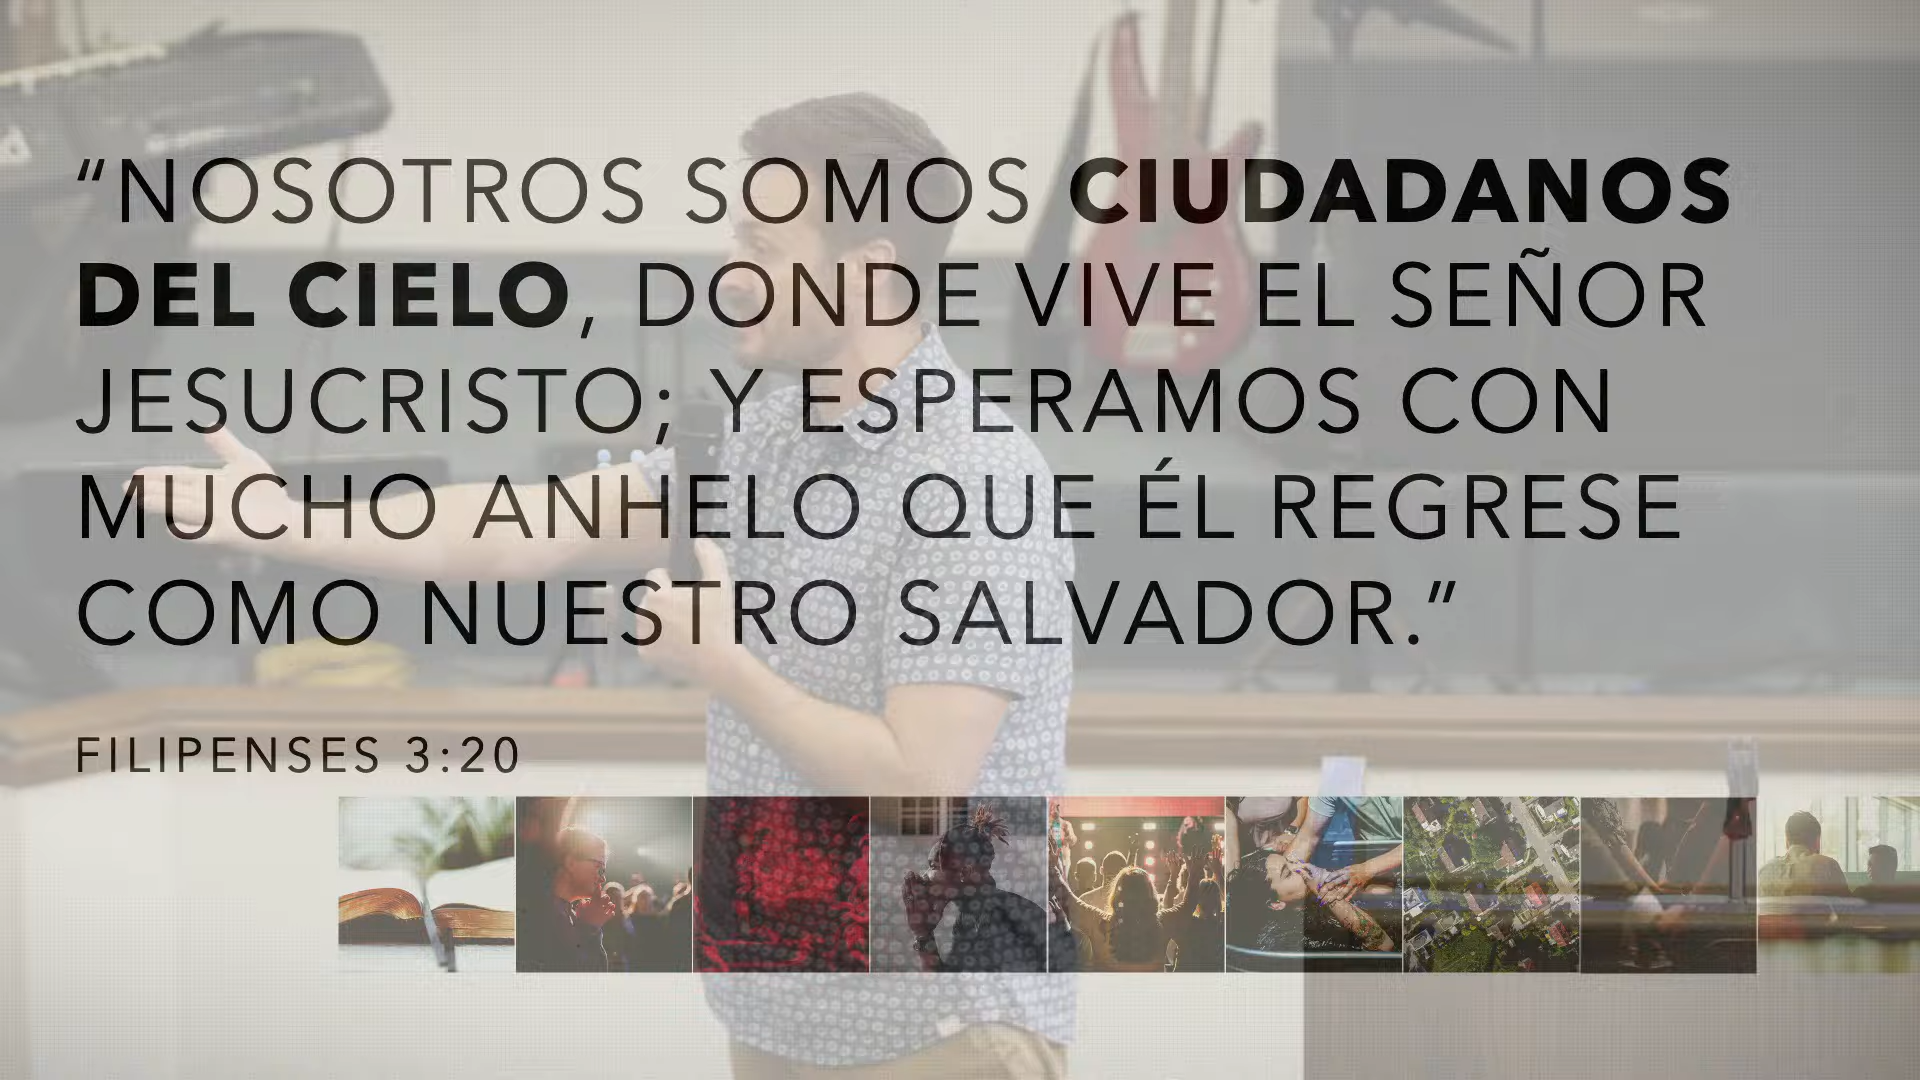 “NOSOTROS SOMOS CIUDADANOS
DEL CIELO, DONDE VIVE EL SEÑOR
JESUCRISTO; Y ESPERAMOS CON
MUCHO ANHELO QUE ÉL REGRESE
COMO NUESTRO SALVADOR.”
FILIPENSES 3:20